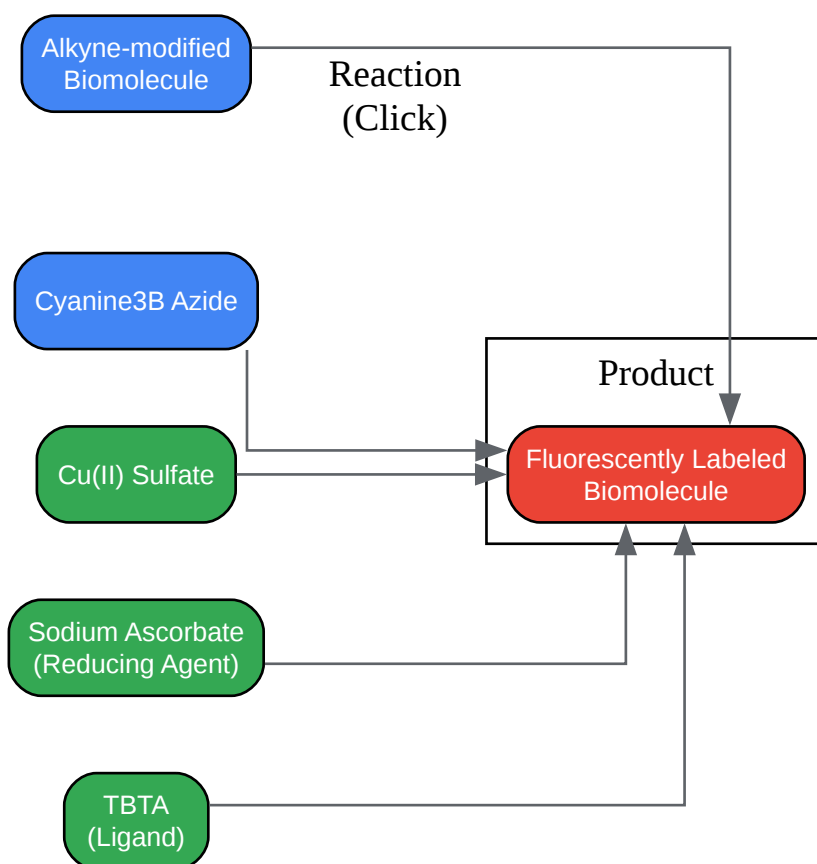 Alkyne-modified
Biomolecule
Reaction
(Click)
Cyanine3B Azide
Product
Fluorescently Labeled
Biomolecule
Cu(II) Sulfate
Sodium Ascorbate
(Reducing Agent)
TBTA
(Ligand)